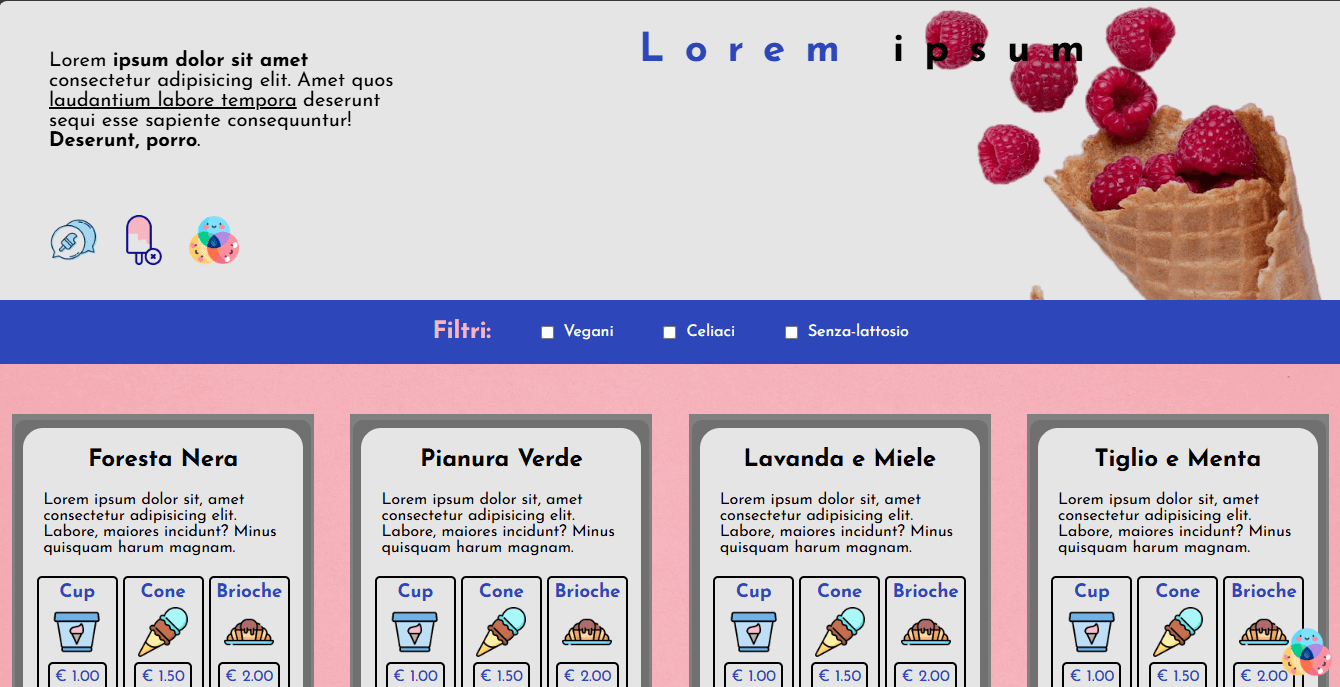 Lorem ipsum
Lorem ipsum dolor sit amet
consectetur adipisicing elit. Amet quos
laudantium labore tempora deserunt
sequi esse sapiente consequuntur!
Deserunt, porro.
Filtri: Vegani Celiaci Senza-lattosio
Foresta Nera
Lorem ipsum dolor sit, amet
consectetur adipisicing elit.
Labore, maiores incidunt? Minus
quisquam harum magnam.
Cup Cone Brioche
€ 1.00 € 1.50 € 2.00
Pianura Verde
Lorem ipsum dolor sit, amet
consectetur adipisicing elit.
Labore, maiores incidunt? Minus
quisquam harum magnam.
Cup Cone Brioche
€ 1.00 € 1.50 € 2.00
Lavanda e Miele
Lorem ipsum dolor sit, amet
consectetur adipisicing elit.
Labore, maiores incidunt? Minus
quisquam harum magnam.
Cup Cone Brioche
€ 1.00 € 1.50 € 2.00
Tiglio e Menta
Lorem ipsum dolor sit, amet
consectetur adipisicing elit.
Labore, maiores incidunt? Minus
quisquam harum magnam.
Cup Cone Brioche
€ 1.00 € 1.50 € 2.00